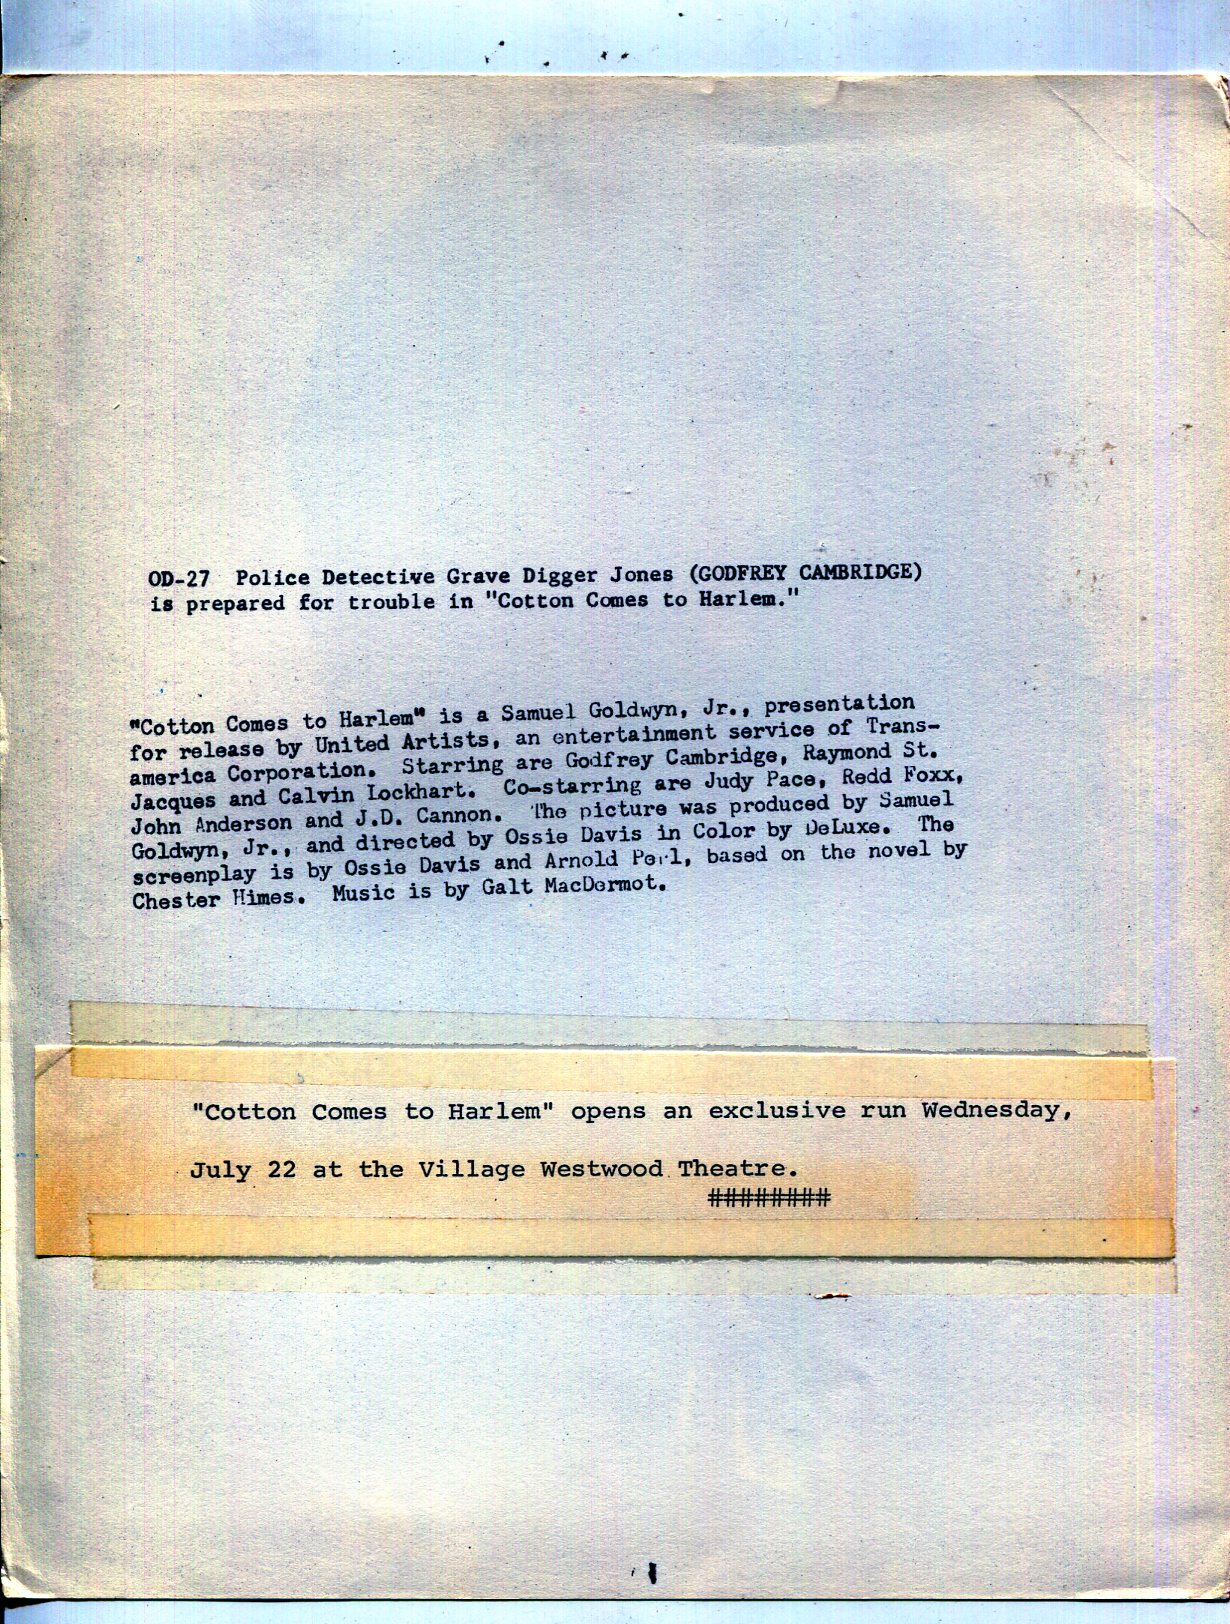 OD-27 Police Detective Grave Digger Jones (GODFREY CAMBRIDGE)
is prepared for trouble in "Cotton Comes to Harlem."
"Cotton Comes to Harlem" is a Samuel Goldwyn, Jr., presentation
for release by United Artists, an entertainment service of Trans-
america Corporation. Starring are Godfrey Cambridge, Raymond St.
Jacques and Calvin Lockhart. Co-starring are Judy Pace, Redd Foxx,
John Anderson and J.D. Cannon. The picture was produced by Samuel
Goldwyn, Jr., and directed by Ossie Davis in Color by DeLuxe. The
screenplay is by Ossie Davis and Arnold Perl, based on the novel by
Chester Himes. Music is by Galt MacDermot.
"Cotton Comes to Harlem" opens an exclusive run Wednesday,
July 22 at the Village Westwood Theatre.
########